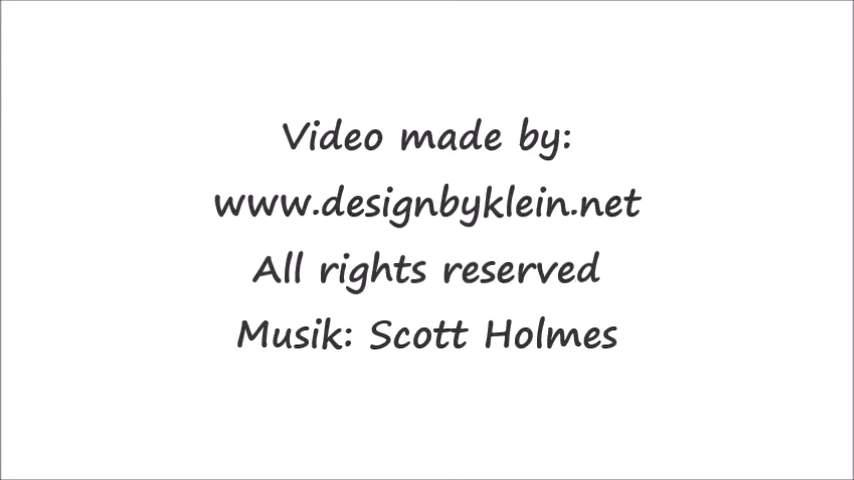 Video made by:
www.designbyklein.net
All rights reserved
Musik: Scott Holmes